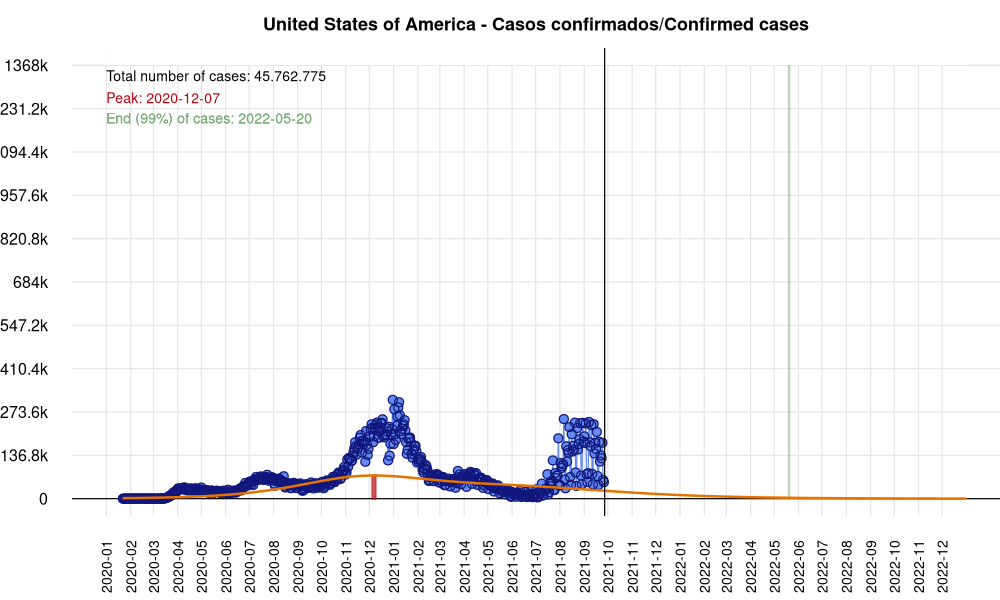 United States of America - Casos confirmados/Confirmed cases
Total number of cases: 45.762.775
Peak: 2020-12-07
End (99%) of cases: 2022-05-20
1368k
231.2k
094.4k
957.6k
820.8k
684k
547.2k
410.4k
273.6k
136.8k
0
2020-01
2020-02
2020-03
2020-04
2020-05
2020-06
2020-07
2020-08
2020-09
2020-10
2020-11
2020-12
2021-01
2021-02
2021-03
2021-04
2021-05
2021-06
2021-07
2021-08
2021-09
2021-10
2021-11
2021-12
2022-01
2022-02
2022-03
2022-04
2022-05
2022-06
2022-07
2022-08
2022-09
2022-10
2022-11
2022-12